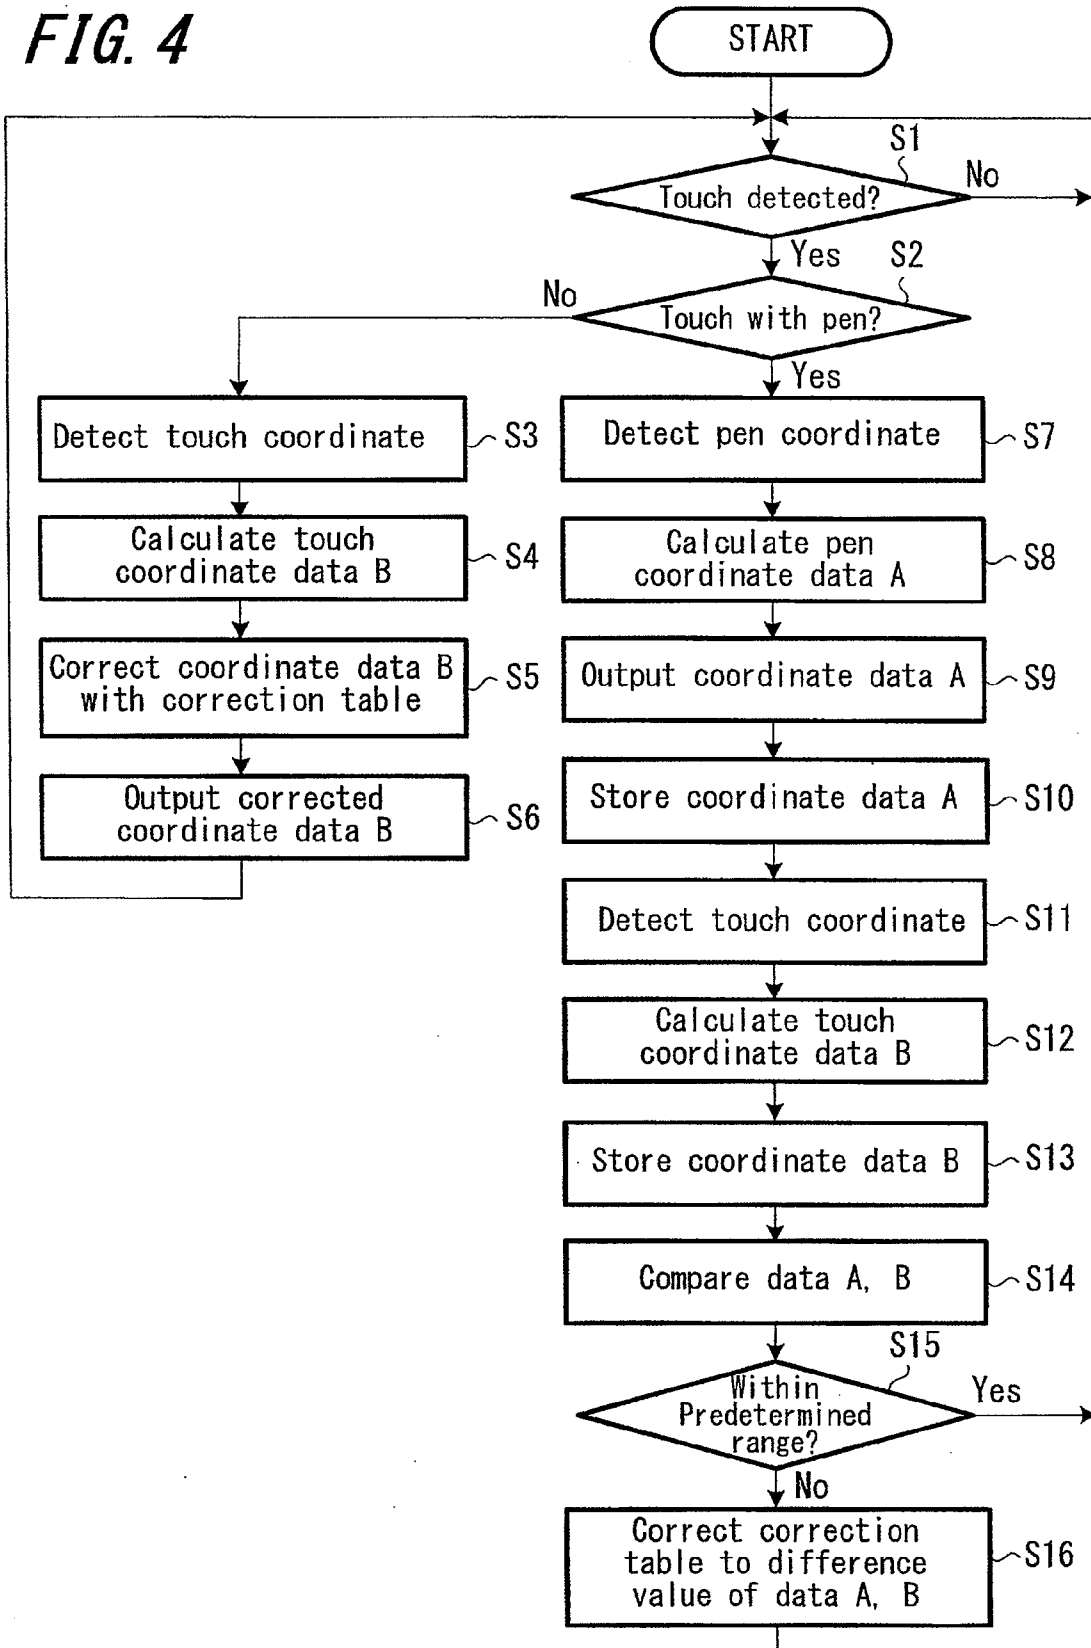 FIG. 4
START
S1
Touch detected?
No
Yes
S2
Touch with pen?
No
Yes
Detect touch coordinate
S3
Calculate touch
coordinate data B
S4
Correct coordinate data B
with correction table
S5
Output corrected
coordinate data B
S6
Detect pen coordinate
S7
Calculate pen
coordinate data A
S8
Output coordinate data A
S9
Store coordinate data A
S10
Detect touch coordinate
S11
Calculate touch
coordinate data B
S12
Store coordinate data B
S13
Compare data A, B
S14
S15
Within
Predetermined
range?
Yes
No
Correct correction
table to difference
value of data A, B
S16